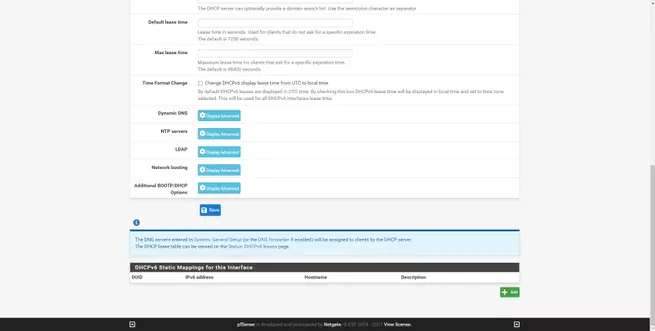 The DHCP server can optionally provide a domain search list. Use the semicolon character as separator.
Default lease time
Lease time in seconds. Used for clients that do not ask for a specific expiration time.
The default is 7200 seconds.
Max lease time
Maximum lease time for clients that ask for a specific expiration time.
The default is 86400 seconds.
Time Format Change
Change DHCPv6 display lease time from UTC to local time
By default DHCPv6 leases are displayed in UTC time. By checking this box DHCPv6 lease time will be displayed in local time and set to time zone
selected. This will be used for all DHCPv6 interfaces lease time.
Dynamic DNS
Display Advanced
NTP servers
Display Advanced
LDAP
Display Advanced
Network booting
Display Advanced
Additional BOOTP/DHCP
Options
Display Advanced
Save
The DNS servers entered in System: General Setup (or the DNS forwarder if enabled) will be assigned to clients by the DHCP server.
The DHCP lease table can be viewed on the Status: DHCPv6 leases page.
DHCPv6 Static Mappings for this Interface
DUID IPv6 address Hostname Description
Add
pfSense is developed and maintained by Netgate. © ESF 2004 - 2021 View license.